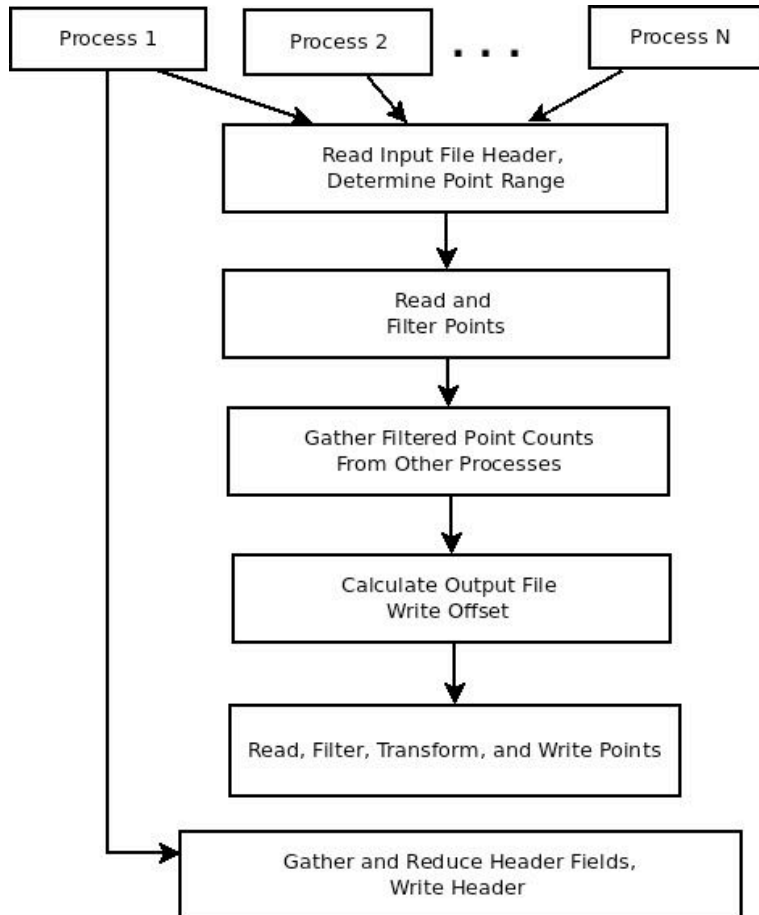 Process 1
Process 2
. . .
Process N
Read Input File Header,
Determine Point Range
Read and
Filter Points
Gather Filtered Point Counts
From Other Processes
Calculate Output File
Write Offset
Read, Filter, Transform, and Write Points
Gather and Reduce Header Fields,
Write Header